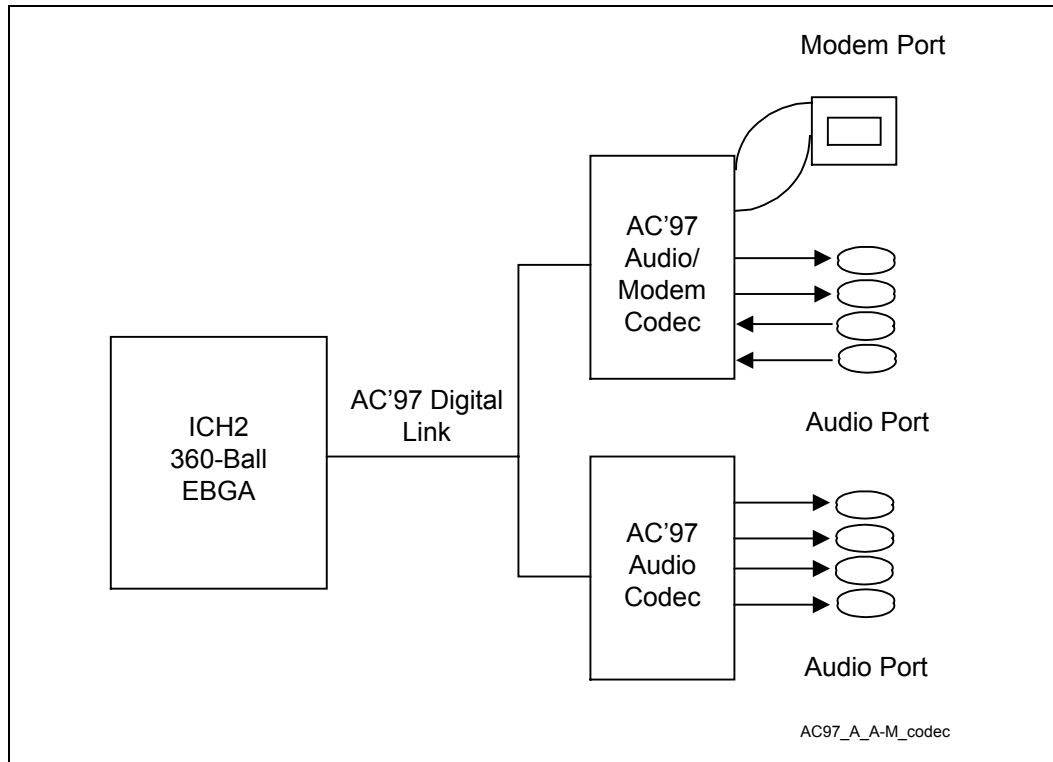 Modem Port
AC'97
Audio/
Modem
Codec
AC'97 Digital
Link
ICH2
360-Ball
EBGA
Audio Port
AC'97
Audio
Codec
Audio Port
AC97_A_A-M_codec